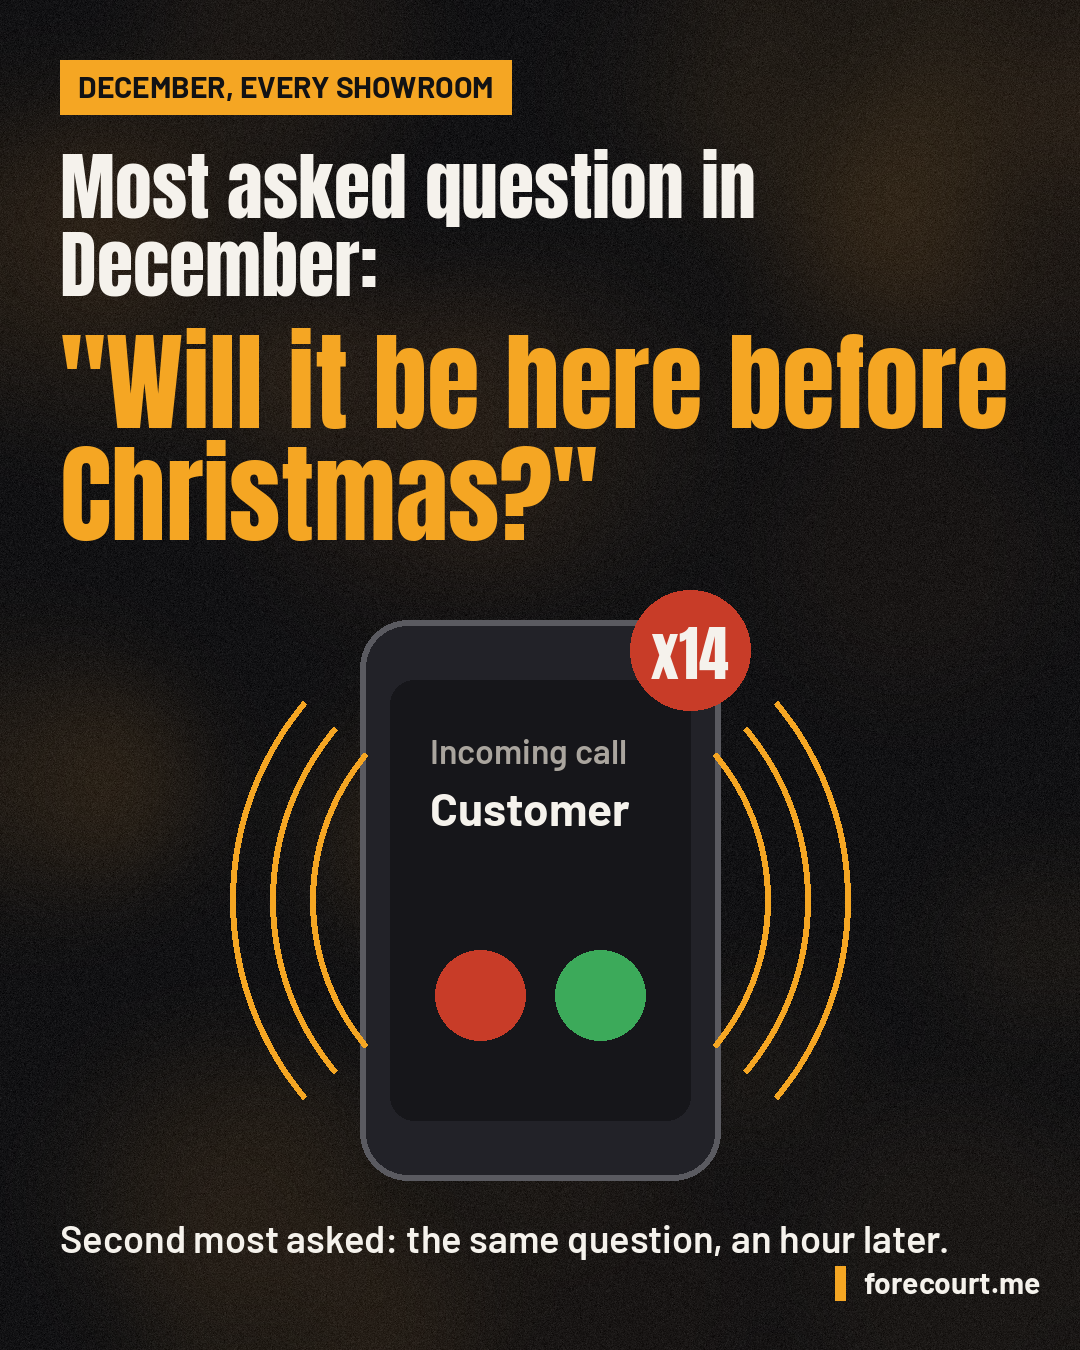 DECEMBER, EVERY SHOWROOM
Most asked question in
December:
"Will it be here before
Christmas?"
x14
Incoming call
Customer
Second most asked: the same question, an hour later.
forecourt.me